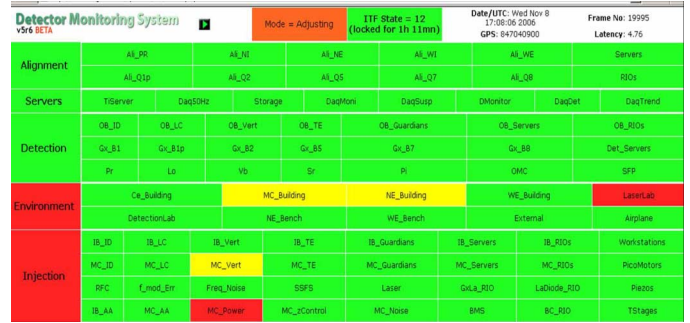 Detector Monitoring System
v5r6 BETA
Mode = Adjusting
ITF State = 12
(locked for 1h 11mn)
Date/UTC: Wed Nov 8
17:08:06
2006
GPS: 847040900
Frame No: 19995
Latency: 4.76
Alignment
Ali_PR Ali_NI Ali_NE Ali_WI Ali_WE Servers
Ali_Q1p Ali_Q2 Ali_Q5 Ali_Q7 Ali_Q8 RIOs
Servers
TiServer Daq50Hz Storage DaqMoni DaqSusp DMonitor DaqDet DaqTrend
Detection
OB_ID OB_LC OB_Vert OB_TE OB_Guardians OB_Servers OB_RIOs
Gx_B1 Gx_B1p Gx_B2 Gx_B5 Gx_B7 Gx_B8 Det_Servers
Pr Lo Vb Sr Pi OMC SFP
Environment
Ce_Building MC_Building NE_Building WE_Building LaserLab
DetectionLab NE_Bench WE_Bench External Airplane
Injection
IB_ID IB_LC IB_Vert IB_TE IB_Guardians IB_Servers IB_RIOs Workstations
MC_ID MC_LC MC_Vert MC_TE MC_Guardians MC_Servers MC_RIOs PicoMotors
RFC f_mod_Err Freq_Noise SSFS Laser GxLa_RIO LaDiode_RIO Piezos
IB_AA MC_AA MC_Power MC_zControl MC_Noise BMS BC_RIO TStages